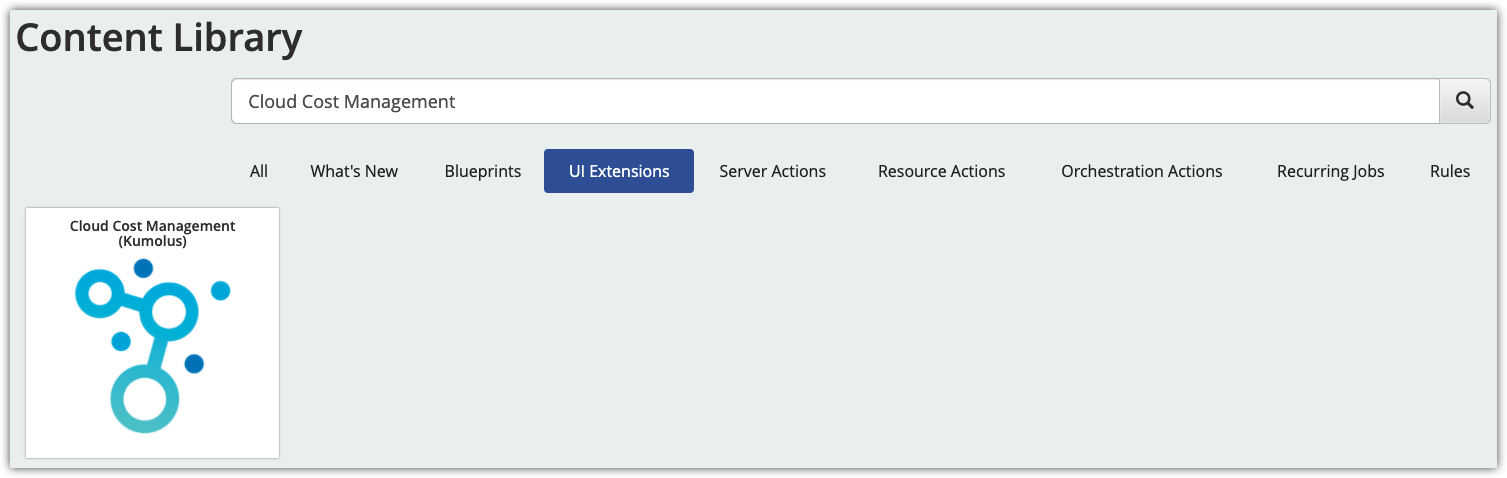 Content Library
Cloud Cost Management
All What's New Blueprints UI Extensions Server Actions Resource Actions Orchestration Actions Recurring Jobs Rules
Cloud Cost Management
(Kumolus)